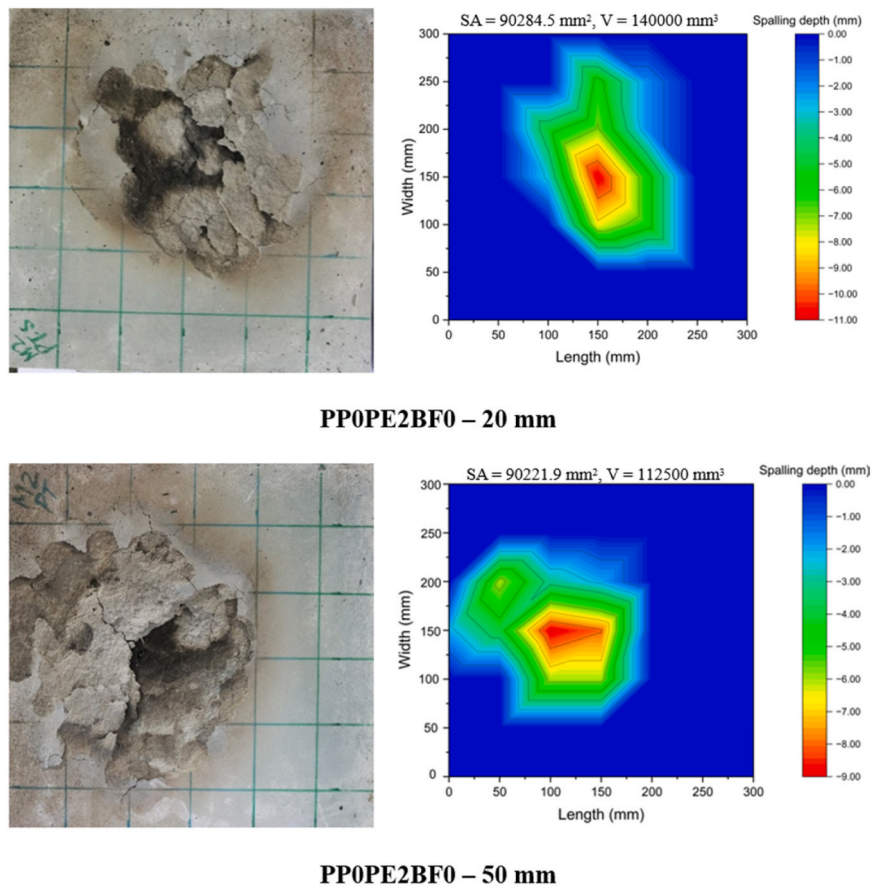 SA = 90284.5 mm², V = 140000 mm³
Spalling depth (mm)
300
250
200
150
100
50
0
Width (mm)
0 50 100 150 200 250 300
Length (mm)
0.00
−1.00
−2.00
−3.00
−4.00
−5.00
−6.00
−7.00
−8.00
−9.00
−10.00
−11.00
M2
PTS
PP0PE2BF0 – 20 mm
M2
PT
SA = 90221.9 mm², V = 112500 mm³
Spalling depth (mm)
300
250
200
150
100
50
0
Width (mm)
0 50 100 150 200 250 300
Length (mm)
0.00
−1.00
−2.00
−3.00
−4.00
−5.00
−6.00
−7.00
−8.00
−9.00
PP0PE2BF0 – 50 mm